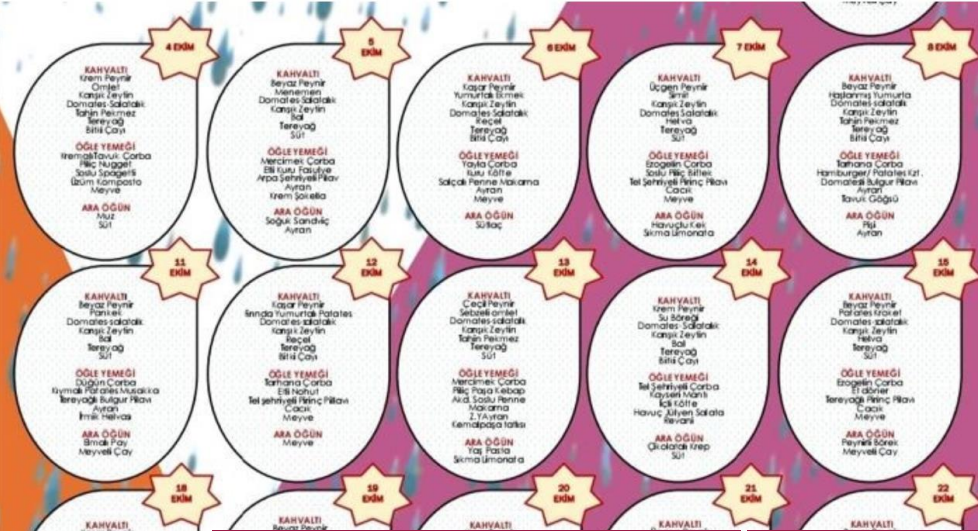 Meyveli Çay
4 EKİM
KAHVALTI
Krem Peynir
Omlet
Karışık Zeytin
Domates-Salatalık
Tahin Pekmez
Tereyağ
Bitki Çayı
ÖĞLE YEMEĞİ
KremalıTavuk Çorba
Piliç Nugget
Soslu Spagetti
Üzüm Komposto
Meyve
ARA ÖĞÜN
Muz
Süt
5
EKİM
KAHVALTI
Beyaz Peynir
Menemen
Domates-Salatalık
Karışık Zeytin
Bal
Tereyağ
Süt
ÖĞLE YEMEĞİ
Mercimek Çorba
Etli Kuru Fasulye
Arpa Şehriyeli Pilav
Ayran
Krem Şokella
ARA ÖĞÜN
Soğuk Sandviç
Ayran
6 EKİM
KAHVALTI
Kaşar Peynir
Yumurtalı Ekmek
Karışık Zeytin
Domates Salatalık
Reçel
Tereyağ
Bitki Çayı
ÖĞLE YEMEĞİ
Yayla Çorba
Kuru Köfte
Salçalı Penne Makarna
Ayran
Meyve
ARA ÖĞÜN
Sütlaç
7 EKİM
KAHVALTI
Üçgen Peynir
Simit
Karışık Zeytin
Domates Salatalık
Helva
Tereyağ
Süt
ÖĞLE YEMEĞİ
Ezogelin Çorba
Soslu Piliç Biftek
Tel Şehriyeli Pirinç Pilavı
Cacık
Meyve
ARA ÖĞÜN
Havuçlu Kek
Sıkma Limonata
8 EKİM
KAHVALTI
Beyaz Peynir
Haşlanmış Yumurta
Domates salatalık
Karışık Zeytin
Tahin Pekmez
Tereyağ
Bitki Çayı
ÖĞLE YEMEĞİ
Tarhana Çorba
Hamburger/ Patates Kzt.
Domatesli Bulgur Pilavı
Ayran
Tavuk Göğsü
ARA ÖĞÜN
Pişi
Ayran
11
EKİM
KAHVALTI
Beyaz Peynir
Pankek
Domates-salatalık
Karışık Zeytin
Bal
Tereyağ
Süt
ÖĞLE YEMEĞİ
Düğün Çorba
Kıymalı Patates Musakka
Tereyağlı Bulgur Pilavı
Ayran
İrmik Helvası
ARA ÖĞÜN
Elmalı Pay
Meyveli Çay
12
EKİM
KAHVALTI
Kaşar Peynir
Fırında Yumurtalı Patates
Domates-salatalık
Karışık Zeytin
Reçel
Tereyağ
Bitki Çayı
ÖĞLE YEMEĞİ
Tarhana Çorba
Etli Nohut
Tel şehriyeli Pirinç Pilavı
Cacık
Meyve
ARA ÖĞÜN
Meyve
13
EKİM
KAHVALTI
Çeçil Peynir
Sebzeli omlet
Domates-salatalık
Karışık Zeytin
Tahin Pekmez
Süt
ÖĞLE YEMEĞİ
Mercimek Çorba
Piliç Paşa Kebap
Akd. Soslu Penne
Makarna
Z.Y.Ayran
Kemalpaşa tatlısı
ARA ÖĞÜN
Yaş Pasta
Sıkma Limonata
14
EKİM
KAHVALTI
Krem Peynir
Su Böreği
Domates-Salatalık
Karışık Zeytin
Bal
Tereyağ
Bitki Çayı
ÖĞLE YEMEĞİ
Tel Şehriyeli Çorba
Kayseri Mantı
İçli Köfte
Havuç Jülyen Salata
Revani
ARA ÖĞÜN
Çikolatalı Krep
Süt
15
EKİM
KAHVALTI
Beyaz Peynir
Patates Kroket
Domates-salatalık
Karışık Zeytin
Helva
Tereyağ
Süt
ÖĞLE YEMEĞİ
Ezogelin Çorba
Et döner
Tereyağlı Pirinç Pilavı
Cacık
Meyve
ARA ÖĞÜN
Peynirli Börek
Meyveli Çay
18
EKİM
KAHVALTI
19
EKİM
KAHVALTI
Beyaz Peynir
20
EKİM
KAHVALTI
21
EKİM
KAHVALTI
22
EKİM
KAHVALTI